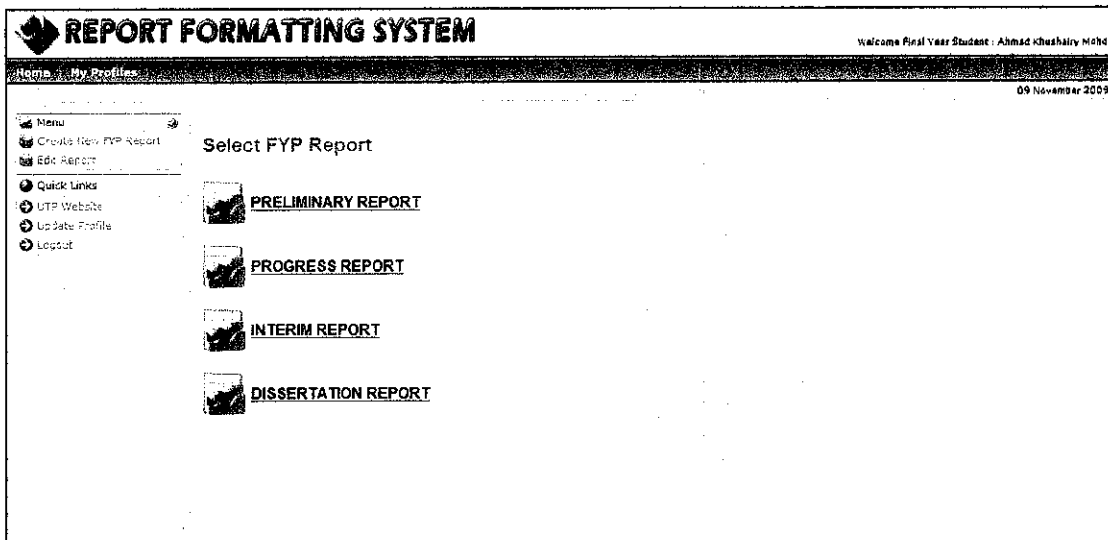 REPORT FORMATTING SYSTEM
Welcome Final Year Student : Ahmad Khushairy Mohd
Home My Profiles
09 November 2009
Menu
Create New FYP Report
Edit Report
Quick Links
UTP Website
Update Profile
Logout
Select FYP Report
PRELIMINARY REPORT
PROGRESS REPORT
INTERIM REPORT
DISSERTATION REPORT